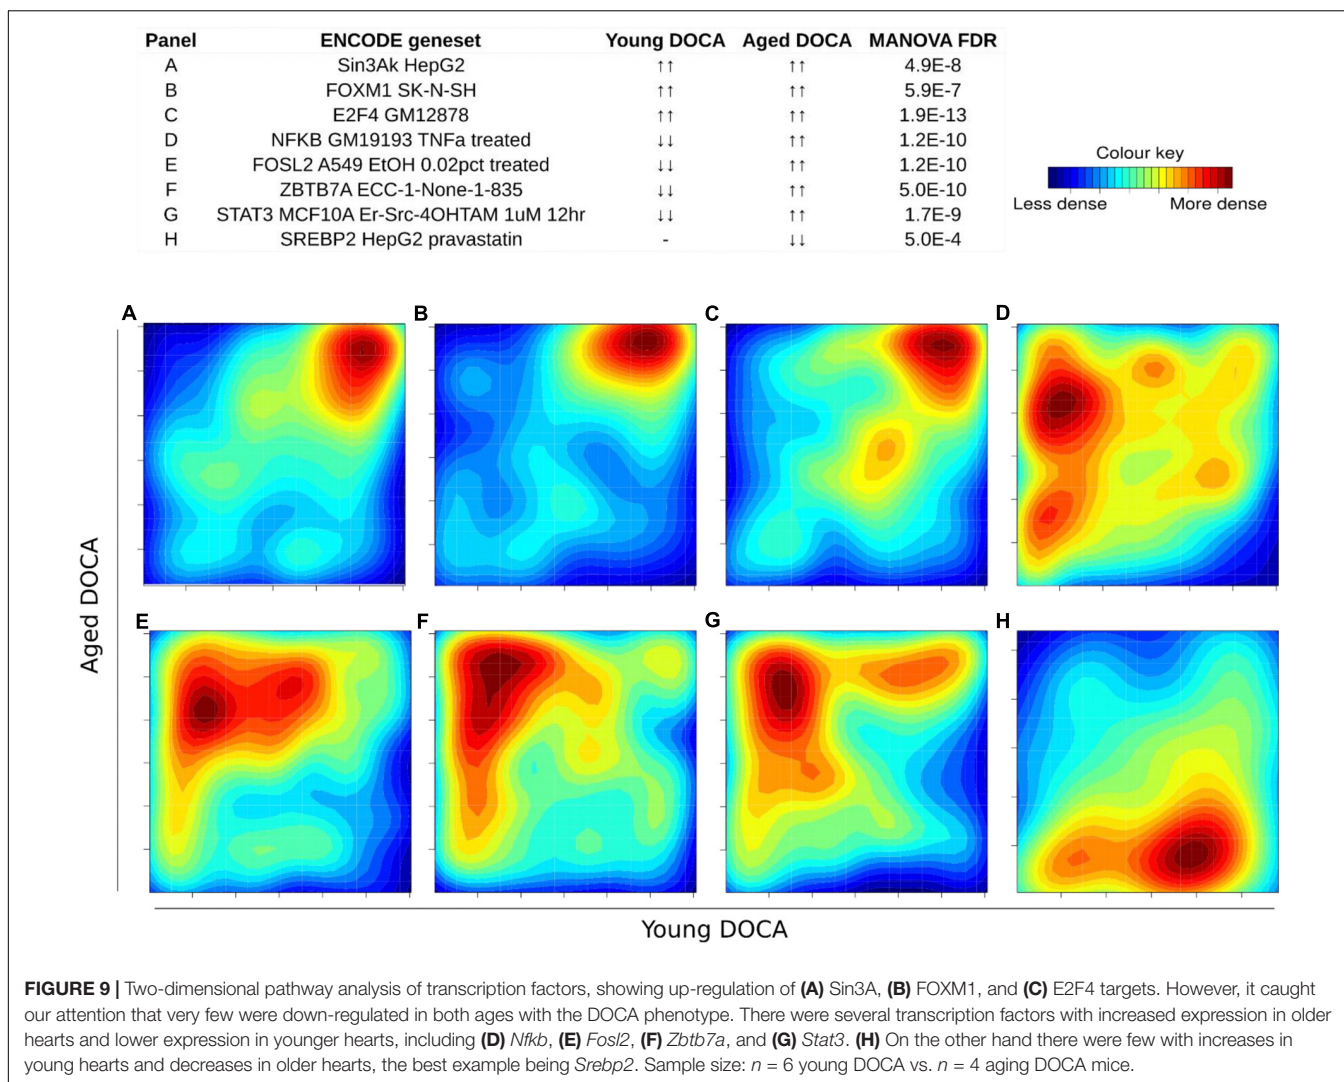 Panel ENCODE geneset Young DOCA Aged DOCA MANOVA FDR
A Sin3Ak HepG2 ↑↑ ↑↑ 4.9E-8
B FOXM1 SK-N-SH ↑↑ ↑↑ 5.9E-7
C E2F4 GM12878 ↑↑ ↑↑ 1.9E-13
D NFKB GM19193 TNFa treated ↓↓ ↑↑ 1.2E-10
E FOSL2 A549 EtOH 0.02pct treated ↓↓ ↑↑ 1.2E-10
F ZBTB7A ECC-1-None-1-835 ↓↓ ↑↑ 5.0E-10
G STAT3 MCF10A Er-Src-4OHTAM 1uM 12hr ↓↓ ↑↑ 1.7E-9
H SREBP2 HepG2 pravastatin - ↓↓ 5.0E-4
Colour key
Less dense More dense
A B C D
E F G H
Aged DOCA
Young DOCA
FIGURE 9 | Two-dimensional pathway analysis of transcription factors, showing up-regulation of (A) Sin3A, (B) FOXM1, and (C) E2F4 targets. However, it caught
our attention that very few were down-regulated in both ages with the DOCA phenotype. There were several transcription factors with increased expression in older
hearts and lower expression in younger hearts, including (D) Nfkb, (E) Fosl2, (F) Zbtb7a, and (G) Stat3. (H) On the other hand there were few with increases in
young hearts and decreases in older hearts, the best example being Srebp2. Sample size: n = 6 young DOCA vs. n = 4 aging DOCA mice.